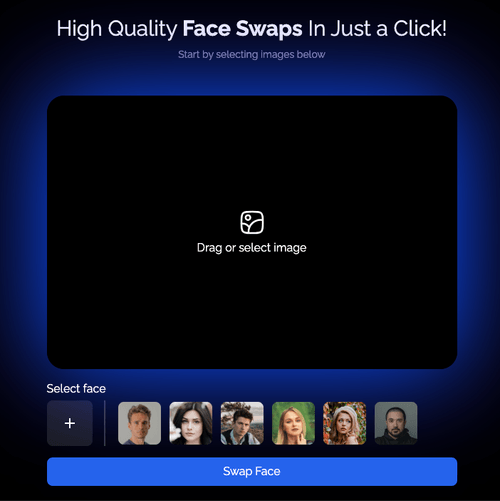 High Quality Face Swaps In Just a Click!
Start by selecting images below
Drag or select image
Select face
+
Swap Face